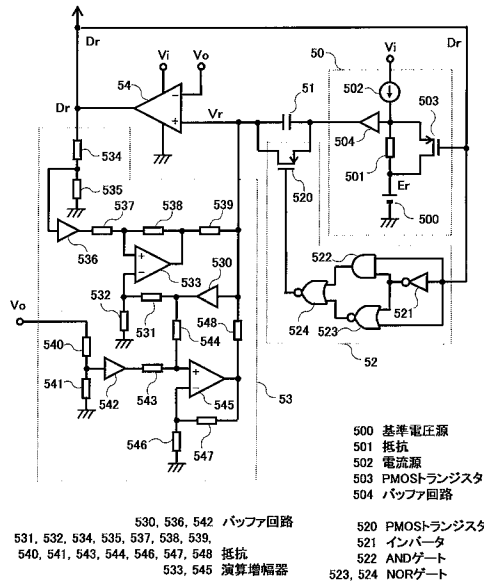 Dr
Dr
Vi
Vo
Vi
50
54
51
502
503
Dr
Vr
504
501
534
Er
535
520
500
537
538
539
536
533
522
530
532
531
521
Vo
544
548
524
523
540
52
541
542
543
545
53
546
547
500 基準電圧源
501 抵抗
502 電流源
503 PMOSトランジスタ
504 バッファ回路
530, 536, 542 バッファ回路
531, 532, 534, 535, 537, 538, 539,
540, 541, 543, 544, 546, 547, 548 抵抗
533, 545 演算増幅器
520 PMOSトランジスタ
521 インバータ
522 ANDゲート
523, 524 NORゲート